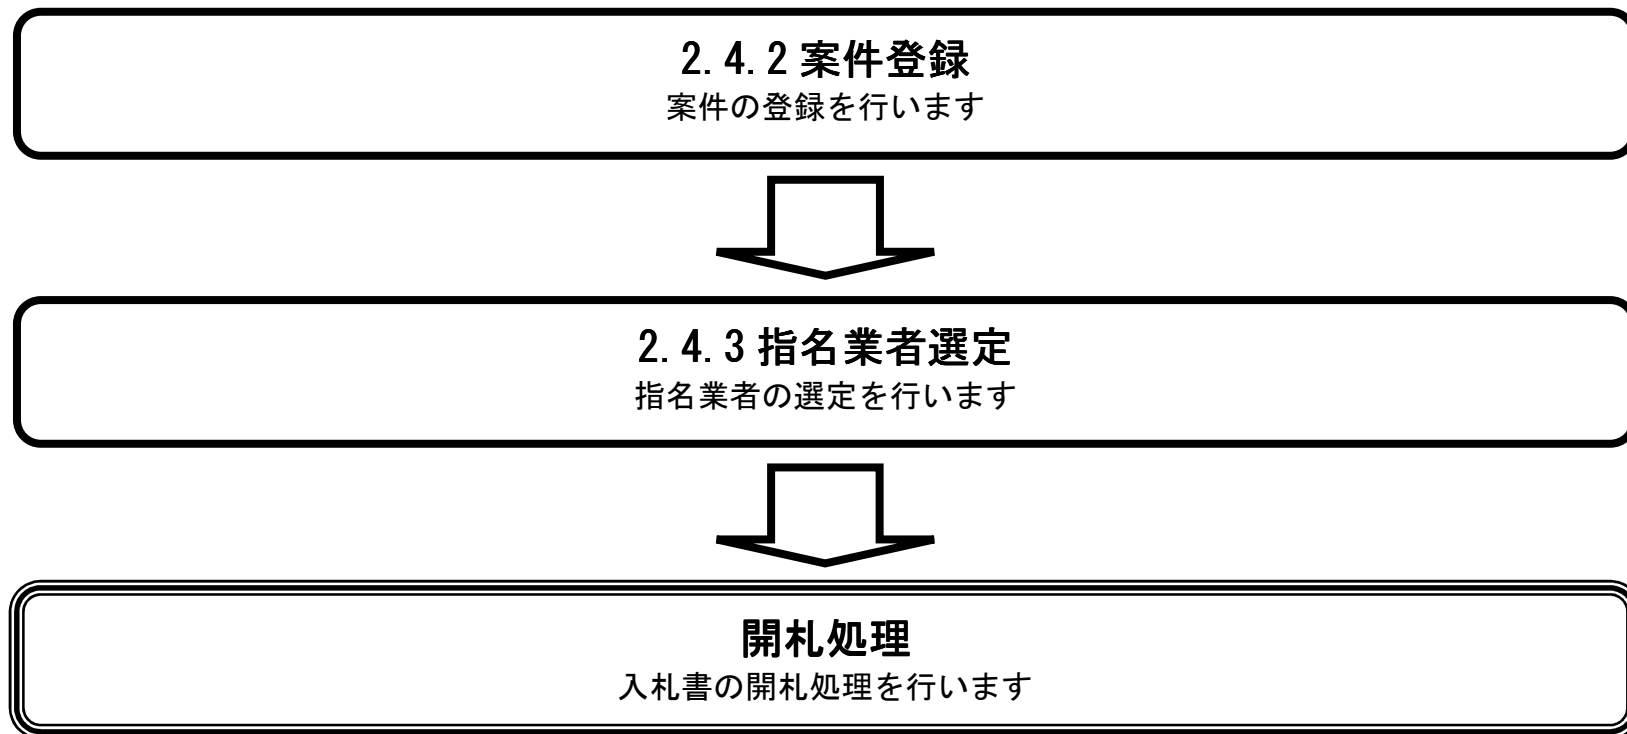 2.4.2 案件登録
案件の登録を行います
2.4.3 指名業者選定
指名業者の選定を行います
開札処理
入札書の開札処理を行います